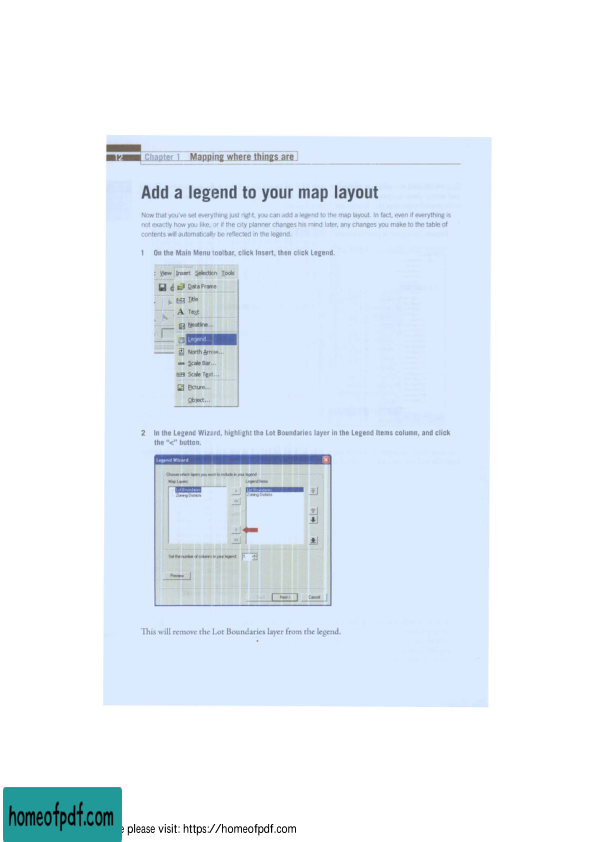 12 Chapter 1 Mapping where things are
Add a legend to your map layout
Now that you've set everything just right, you can add a legend to the map layout. In fact, even if everything is
not exactly how you like, or if the city planner changes his mind later, any changes you make to the table of
contents will automatically be reflected in the legend.
1 On the Main Menu toolbar, click Insert, then click Legend.
View Insert Selection Tools
Data Frame
Title
Text
Neatline...
Legend...
North Arrow...
Scale Bar...
Scale Text...
Picture...
Object...
2 In the Legend Wizard, highlight the Lot Boundaries layer in the Legend Items column, and click
the "<" button.
Legend Wizard
Choose which layers you want to include in your legend
Map Layers: Legend Items
Lot Boundaries Lot Boundaries
Zoning Districts Zoning Districts
Set the number of columns in your legend:
Preview
Next > Cancel
This will remove the Lot Boundaries layer from the legend.
homeofpdf.com
e please visit: https://homeofpdf.com